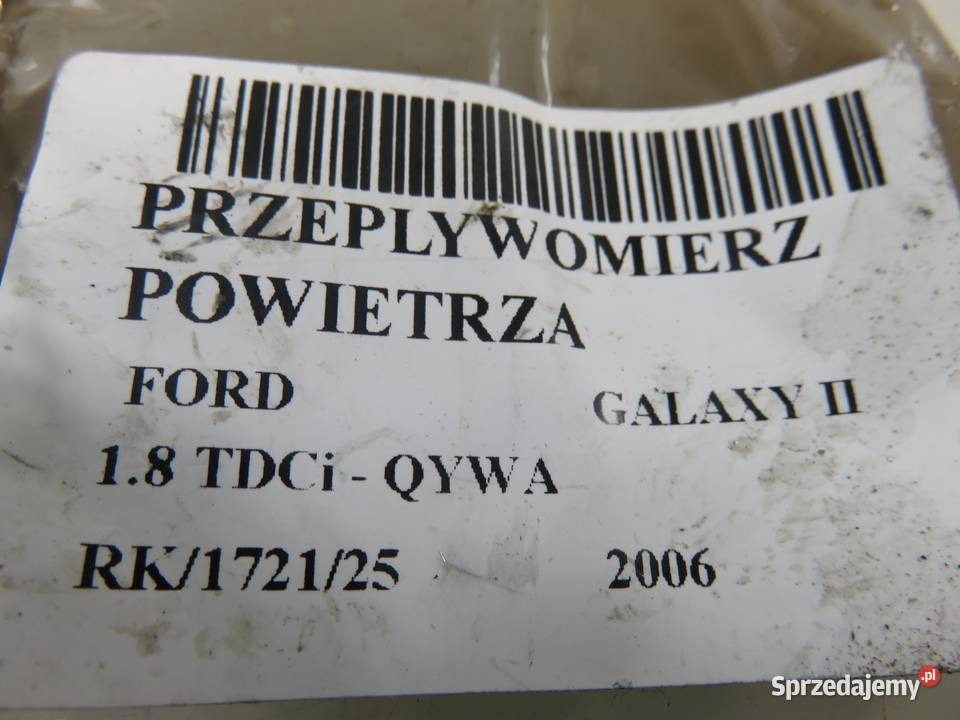 PRZEPLYWOMIERZ
POWIETRZA
FORD GALAXY II
1.8 TDCi - QYWA
RK/1721/25 2006
Sprzedajemy.pl